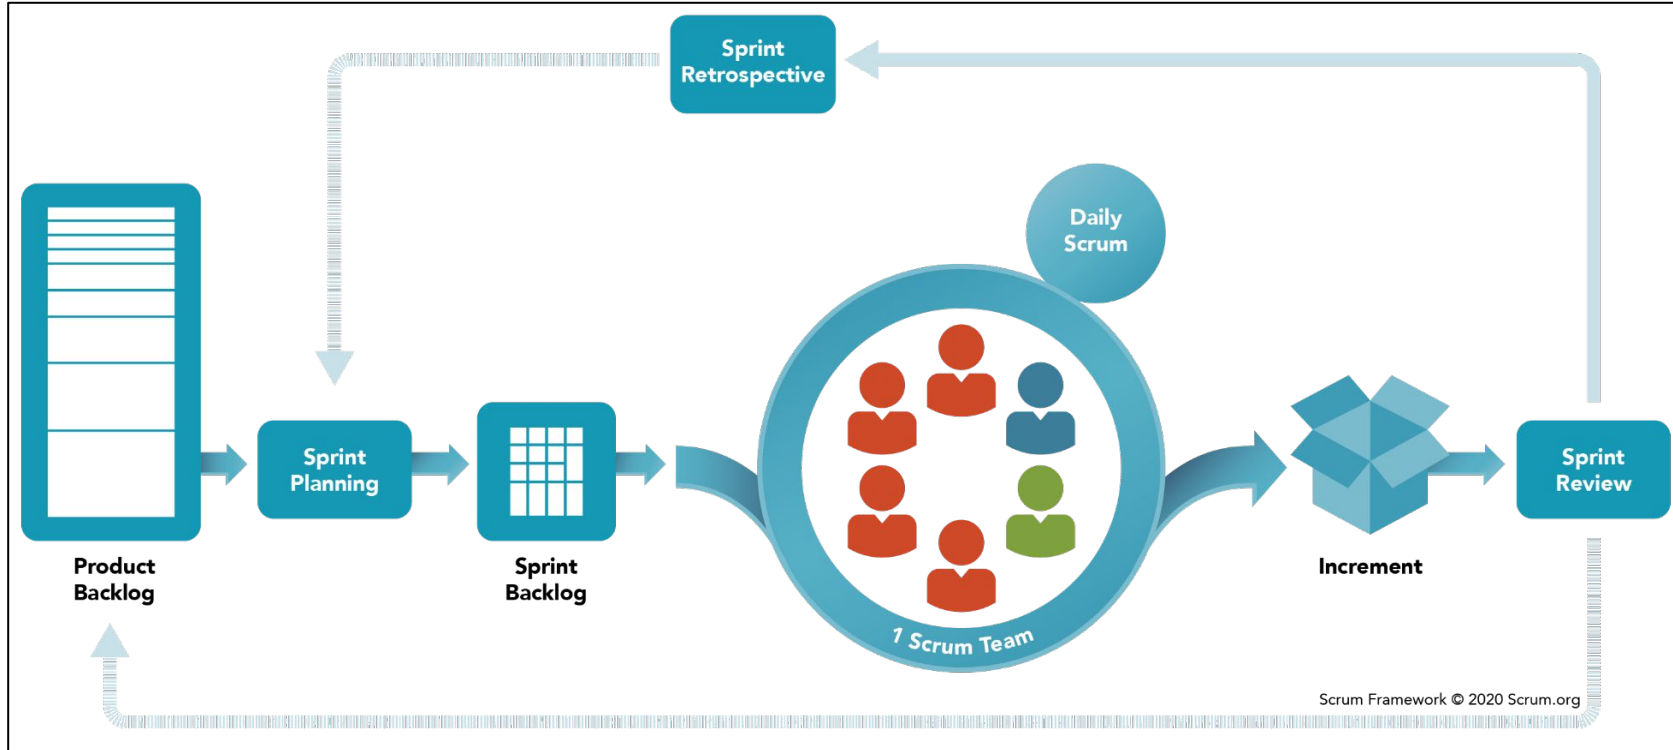 Sprint
Retrospective
Daily
Scrum
Sprint
Planning
Sprint
Review
Product
Backlog
Sprint
Backlog
1 Scrum Team
Increment
Scrum Framework © 2020 Scrum.org